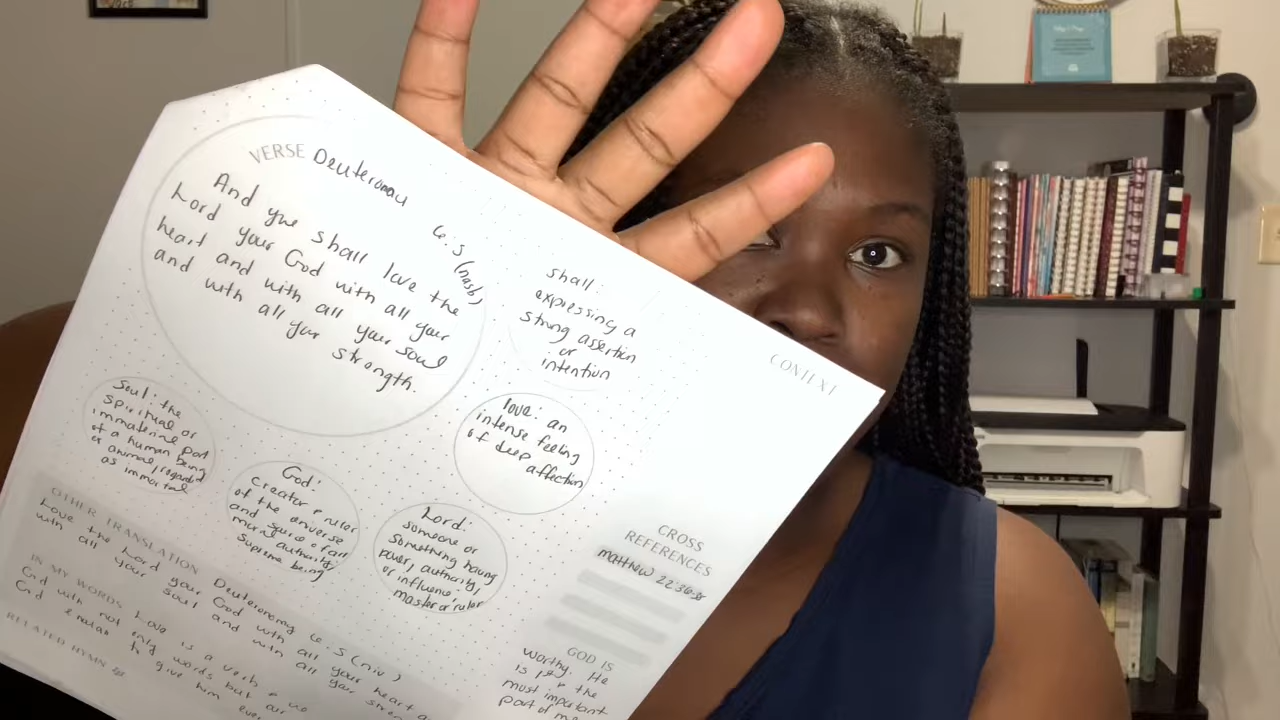 VERSE Deuteronomy
6:5 (nasb)
And you shall love the
Lord your God with all your
heart and with all your soul
and with all your strength.
shall:
expressing a
strong assertion
or
intention
CONTEXT
love: an
intense feeling
of deep affection
Soul: the
spiritual or
immaterial part
of a human being
or animal, regarded
as immortal
God:
creator & ruler
of the universe
and source of all
moral authority;
supreme being
Lord:
someone or
something having
power, authority,
or influence;
master or ruler
CROSS
REFERENCES
matthew 22:36-38
OTHER TRANSLATION Deuteronomy 6:5 (niv)
Love the Lord your God with all your heart and
with all your soul and with all your
IN MY WORDS Love is a verb & we
God with not only words but our
God enough to give him
RELATED HYMN
GOD IS
worthy. He
is 1st & the
most important
part of